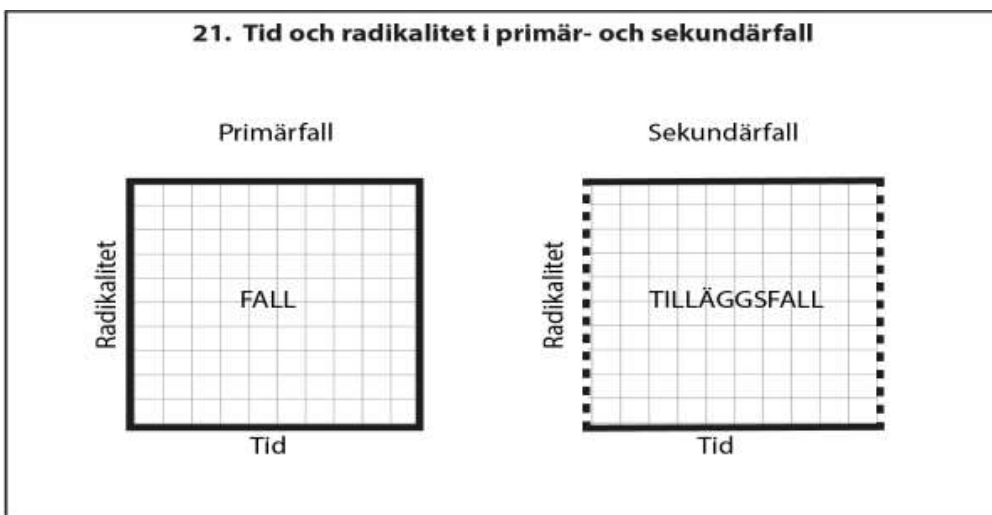 21. Tid och radikalitet i primär- och sekundärfall
Primärfall
Radikalitet
FALL
Tid
Sekundärfall
Radikalitet
TILLÄGGSFALL
Tid